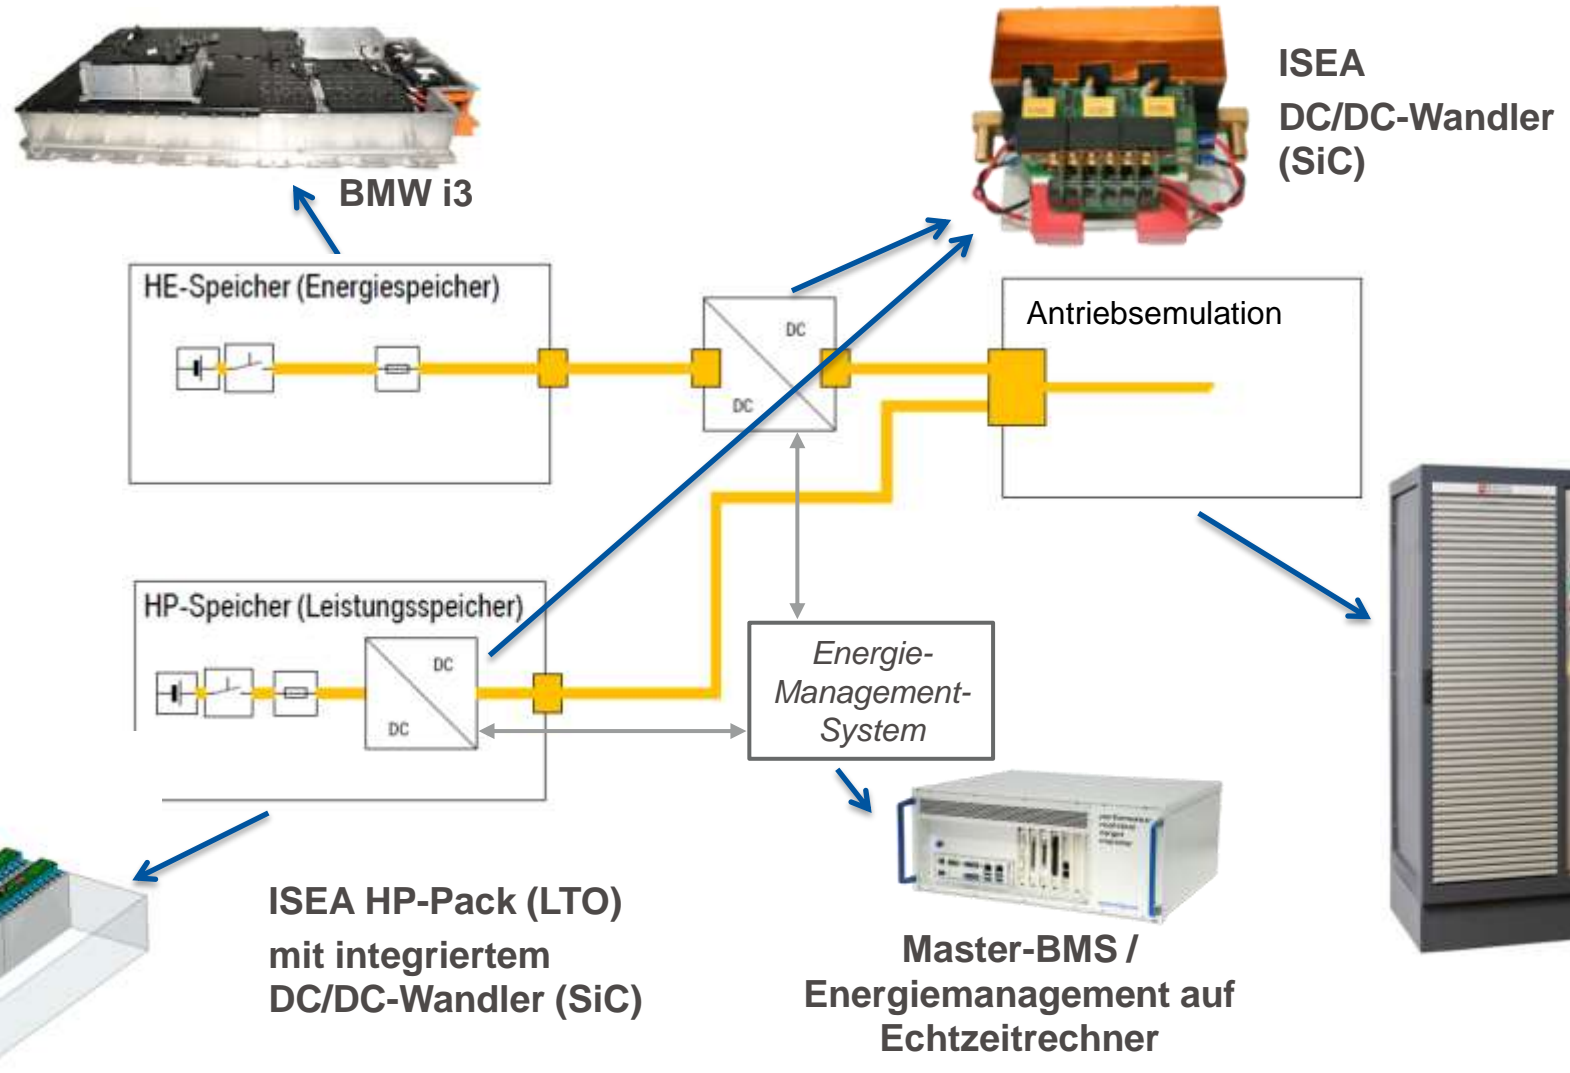 ISEA
DC/DC-Wandler
(SiC)
BMW i3
HE-Speicher (Energiespeicher)
DC
DC
Antriebsemulation
HP-Speicher (Leistungsspeicher)
DC
DC
Energie-
Management-
System
ISEA HP-Pack (LTO)
mit integriertem
DC/DC-Wandler (SiC)
Master-BMS /
Energiemanagement auf
Echtzeitrechner